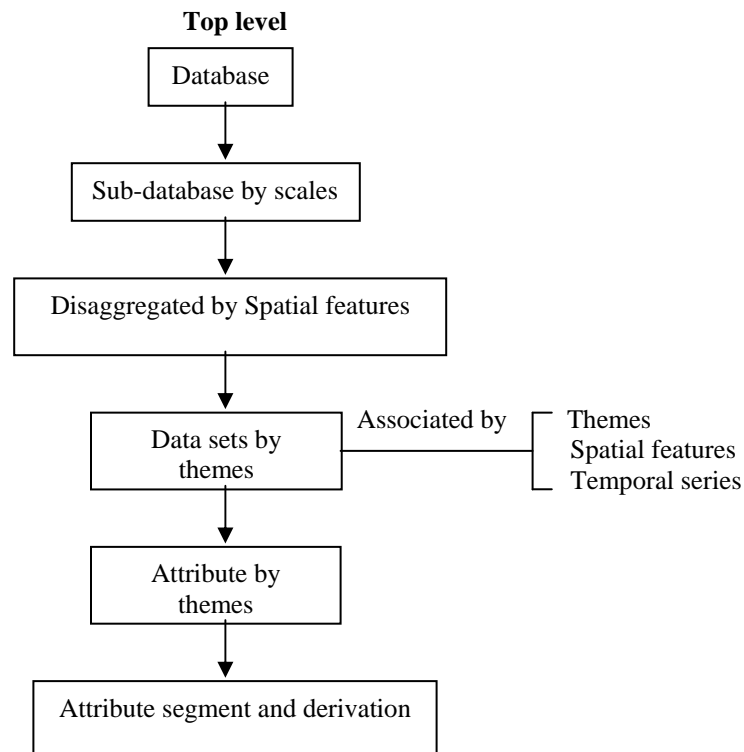 Top level
Database
Sub-database by scales
Disaggregated by Spatial features
Data sets by
themes
Associated by
Themes
Spatial features
Temporal series
Attribute by
themes
Attribute segment and derivation